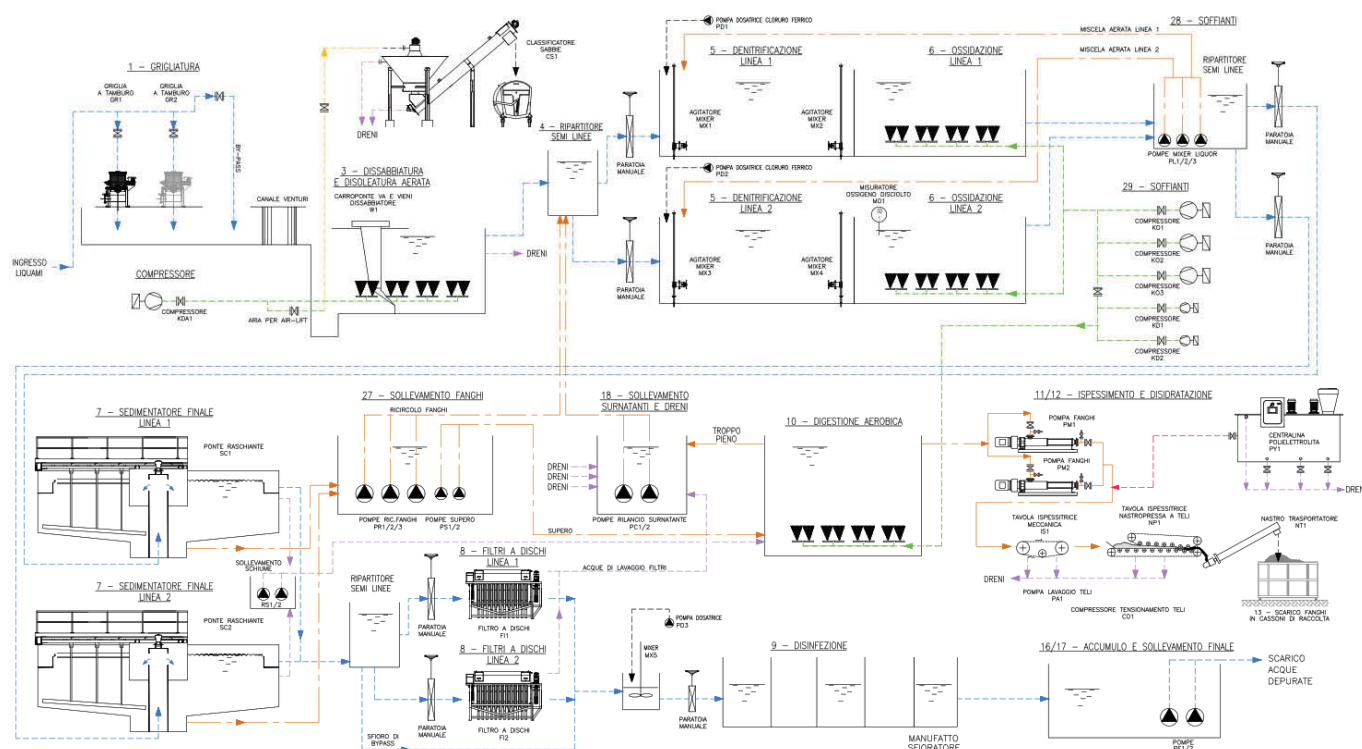 1 - GRIGLIATURA
GRIGLIA
A TAMBURO
GR1
GRIGLIA
A TAMBURO
GR2
BY-PASS
CANALE VENTURI
INGRESSO
LIQUAMI
COMPRESSORE
COMPRESSORE
KDA1
ARIA PER AIR-LIFT
CLASSIFICATORE
SABBIE
CS1
DRENI
3 - DISSABBIATURA
E DISOLEATURA AERATA
CARROPONTE VA E VIENI
DISSABBIATORE
W1
DRENI
4 - RIPARTITORE
SEMI LINEE
PARATOIA
MANUALE
PARATOIA
MANUALE
POMPA DOSATRICE CLORURO FERRICO
PD1
5 - DENITRIFICAZIONE
LINEA 1
AGITATORE
MIXER
MX1
AGITATORE
MIXER
MX2
6 - OSSIDAZIONE
LINEA 1
MISCELA AERATA LINEA 1
MISCELA AERATA LINEA 2
POMPA DOSATRICE CLORURO FERRICO
PD2
5 - DENITRIFICAZIONE
LINEA 2
AGITATORE
MIXER
MX3
AGITATORE
MIXER
MX4
MISURATORE
OSSIGENO DISCIOLTO
MO1
6 - OSSIDAZIONE
LINEA 2
28 - SOFFIANTI
RIPARTITORE
SEMI LINEE
POMPE MIXER LIQUOR
PL1/2/3
PARATOIA
MANUALE
PARATOIA
MANUALE
29 - SOFFIANTI
COMPRESSORE
KO1
COMPRESSORE
KO2
COMPRESSORE
KO3
COMPRESSORE
KD1
COMPRESSORE
KD2
7 - SEDIMENTATORE FINALE
LINEA 1
PONTE RASCHIANTE
SC1
7 - SEDIMENTATORE FINALE
LINEA 2
PONTE RASCHIANTE
SC2
SOLLEVAMENTO
SCHIUME
RS1/2
27 - SOLLEVAMENTO FANGHI
RICIRCOLO FANGHI
POMPE RIC.FANGHI
PR1/2/3
POMPE SUPERO
PS1/2
18 - SOLLEVAMENTO
SURNATANTI E DRENI
DRENI
DRENI
DRENI
POMPE RILANCIO SURNATANTE
PC1/2
TROPPO
PIENO
SUPERO
10 - DIGESTIONE AEROBICA
11/12 - ISPESSIMENTO E DISIDRATAZIONE
POMPA FANGHI
PM1
POMPA FANGHI
PM2
CENTRALINA
POLIELETTROLITA
PY1
DRENI
TAVOLA ISPESSITRICE
MECCANICA
IS1
TAVOLA ISPESSITRICE
NASTROPRESSA A TELI
NP1
NASTRO TRASPORTATORE
NT1
DRENI
POMPA LAVAGGIO TELI
PA1
COMPRESSORE TENSIONAMENTO TELI
CO1
13 - SCARICO FANGHI
IN CASSONI DI RACCOLTA
RIPARTITORE
SEMI LINEE
PARATOIA
MANUALE
PARATOIA
MANUALE
SFIORO DI
BYPASS
8 - FILTRI A DISCHI
LINEA 1
FILTRO A DISCHI
FI1
ACQUE DI LAVAGGIO FILTRI
8 - FILTRI A DISCHI
LINEA 2
FILTRO A DISCHI
FI2
POMPA DOSATRICE
PD3
MIXER
MX5
PARATOIA
MANUALE
9 - DISINFEZIONE
MANUFATTO
SFIORATORE
16/17 - ACCUMULO E SOLLEVAMENTO FINALE
POMPE
SCARICO
ACQUE
DEPURATE